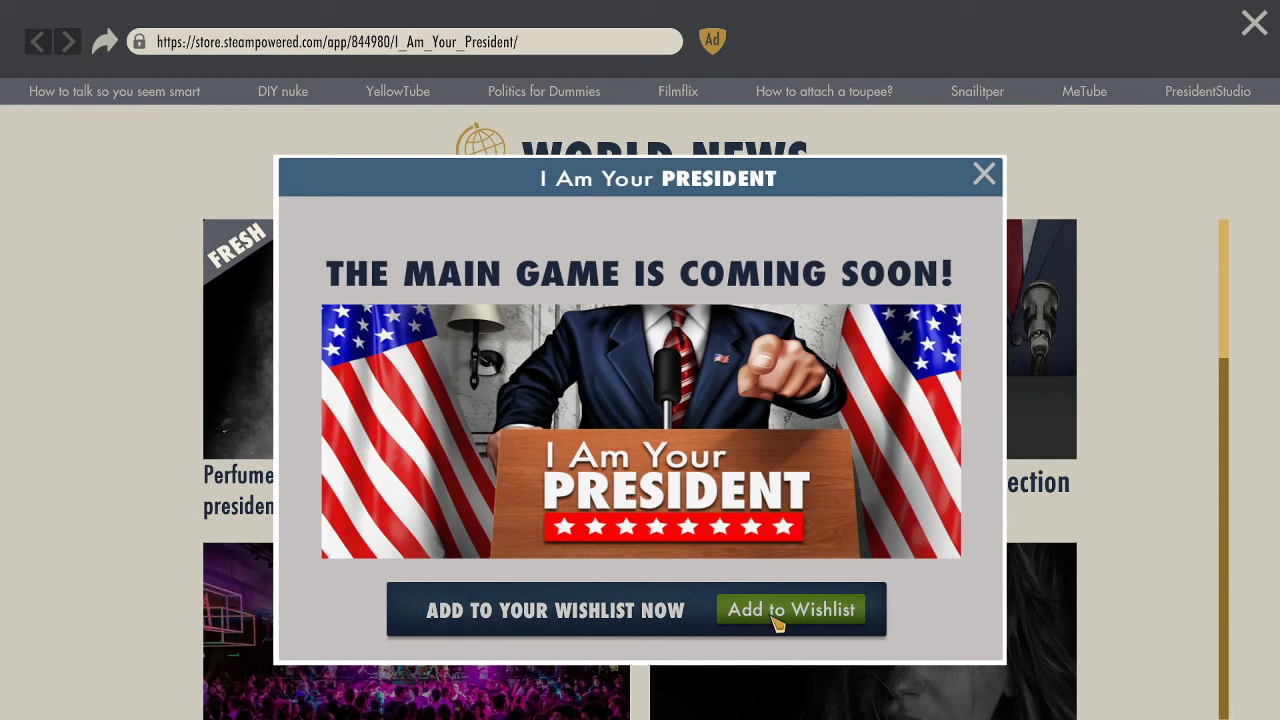 https://store.steampowered.com/app/844980/I_Am_Your_President/
Ad
How to talk so you seem smart
DIY nuke
YellowTube
Politics for Dummies
Filmflix
How to attach a toupee?
Snailitper
MeTube
PresidentStudio
WORLD NEWS
I Am Your PRESIDENT
FRESH
THE MAIN GAME IS COMING SOON!
I Am Your
PRESIDENT
Perfume
presiden
ection
ADD TO YOUR WISHLIST NOW
Add to Wishlist